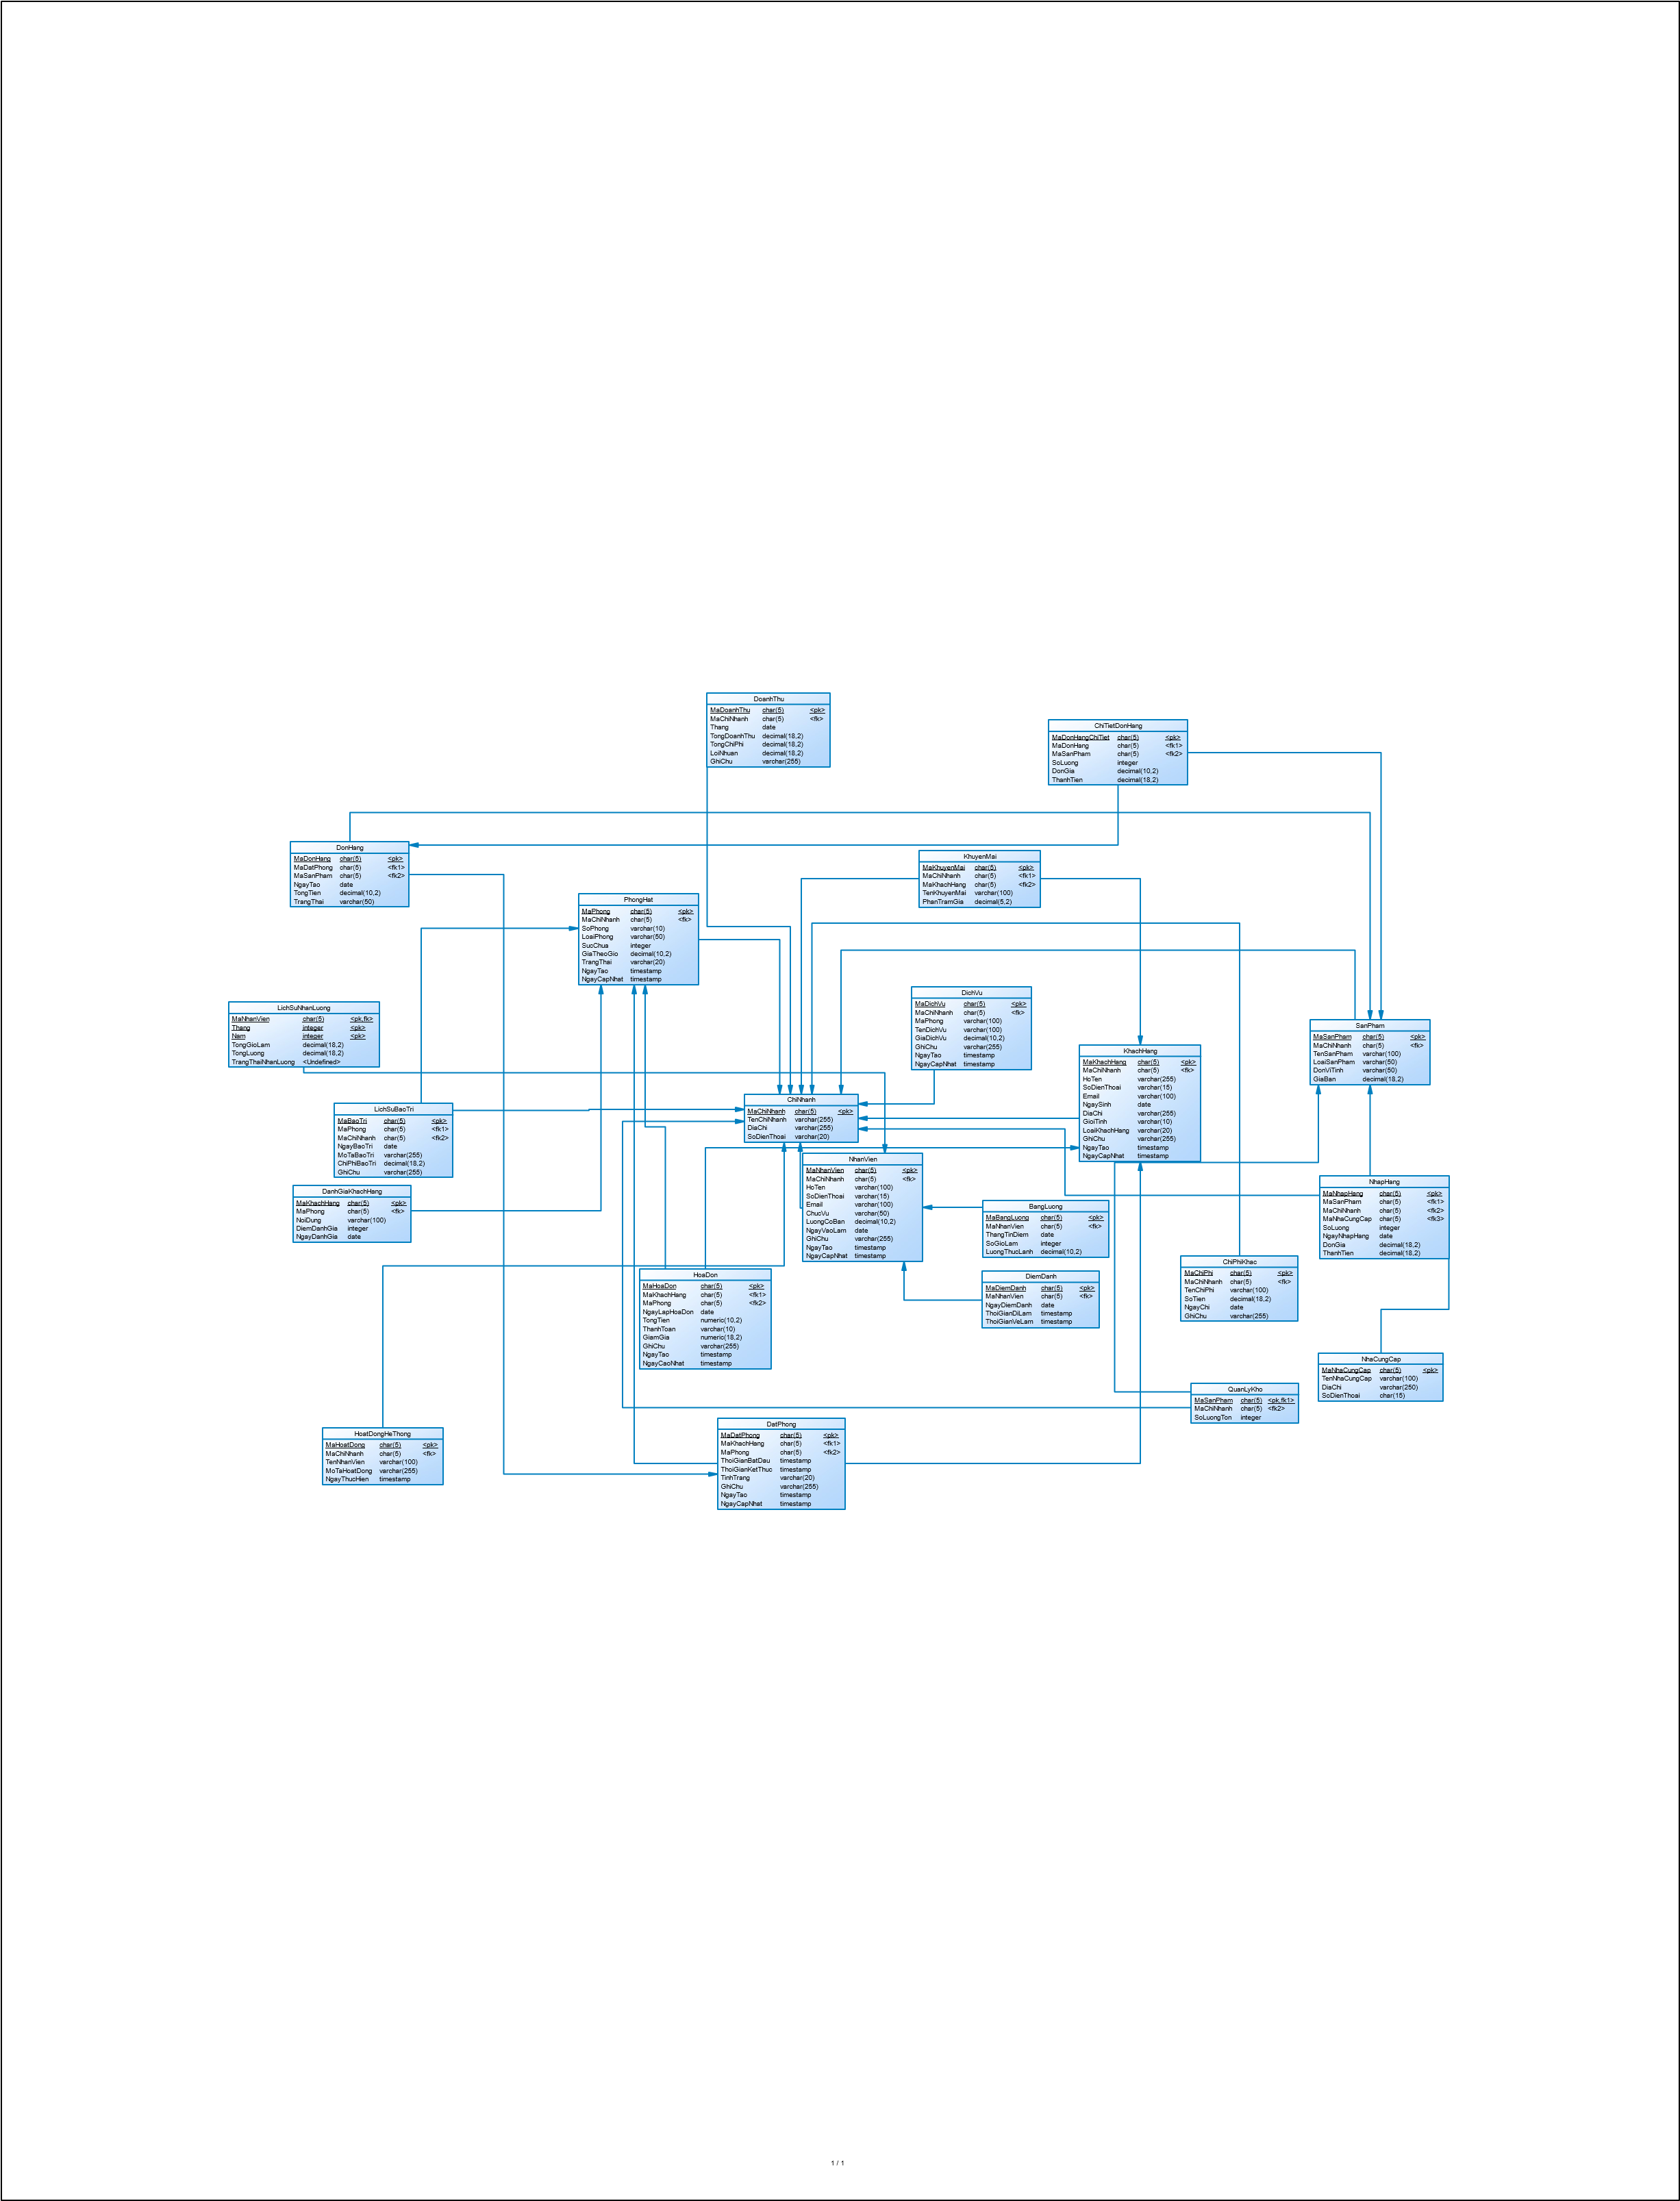 DoanhThu
MaDoanhThu char(5) <pk>
MaChiNhanh char(5) <fk>
Thang date
TongDoanhThu decimal(18,2)
TongChiPhi decimal(18,2)
LoiNhuan decimal(18,2)
GhiChu varchar(255)
ChiTietDonHang
MaDonHangChiTiet char(5) <pk>
MaDonHang char(5) <fk1>
MaSanPham char(5) <fk2>
SoLuong integer
DonGia decimal(10,2)
ThanhTien decimal(18,2)
DonHang
MaDonHang char(5) <pk>
MaDatPhong char(5) <fk1>
MaSanPham char(5) <fk2>
NgayTao date
TongTien decimal(10,2)
TrangThai varchar(50)
KhuyenMai
MaKhuyenMai char(5) <pk>
MaChiNhanh char(5) <fk1>
MaKhachHang char(5) <fk2>
TenKhuyenMai varchar(100)
PhanTramGia decimal(5,2)
PhongHat
MaPhong char(5) <pk>
MaChiNhanh char(5) <fk>
SoPhong varchar(10)
LoaiPhong varchar(50)
SucChua integer
GiaTheoGio decimal(10,2)
TrangThai varchar(20)
NgayTao timestamp
NgayCapNhat timestamp
DichVu
MaDichVu char(5) <pk>
MaChiNhanh char(5) <fk>
MaPhong varchar(100)
TenDichVu varchar(100)
GiaDichVu decimal(10,2)
GhiChu varchar(255)
NgayTao timestamp
NgayCapNhat timestamp
LichSuNhanLuong
MaNhanVien char(5) <pk,fk>
Thang integer <pk>
Nam integer <pk>
TongGioLam decimal(18,2)
TongLuong decimal(18,2)
TrangThaiNhanLuong <Undefined>
SanPham
MaSanPham char(5) <pk>
MaChiNhanh char(5) <fk>
TenSanPham varchar(100)
LoaiSanPham varchar(50)
DonViTinh varchar(50)
GiaBan decimal(18,2)
KhachHang
MaKhachHang char(5) <pk>
MaChiNhanh char(5) <fk>
HoTen varchar(255)
SoDienThoai varchar(15)
Email varchar(100)
NgaySinh date
DiaChi varchar(255)
GioiTinh varchar(10)
LoaiKhachHang varchar(20)
GhiChu varchar(255)
NgayTao timestamp
NgayCapNhat timestamp
ChiNhanh
MaChiNhanh char(5) <pk>
TenChiNhanh varchar(255)
DiaChi varchar(255)
SoDienThoai varchar(20)
LichSuBaoTri
MaBaoTri char(5) <pk>
MaPhong char(5) <fk1>
MaChiNhanh char(5) <fk2>
NgayBaoTri date
MoTaBaoTri varchar(255)
ChiPhiBaoTri decimal(18,2)
GhiChu varchar(255)
NhanVien
MaNhanVien char(5) <pk>
MaChiNhanh char(5) <fk>
HoTen varchar(100)
SoDienThoai varchar(15)
Email varchar(100)
ChucVu varchar(50)
LuongCoBan decimal(10,2)
NgayVaoLam date
GhiChu varchar(255)
NgayTao timestamp
NgayCapNhat timestamp
NhapHang
MaNhapHang char(5) <pk>
MaSanPham char(5) <fk1>
MaChiNhanh char(5) <fk2>
MaNhaCungCap char(5) <fk3>
SoLuong integer
NgayNhapHang date
DonGia decimal(18,2)
ThanhTien decimal(18,2)
DanhGiaKhachHang
MaKhachHang char(5) <pk>
MaPhong char(5) <fk>
NoiDung varchar(100)
DiemDanhGia integer
NgayDanhGia date
BangLuong
MaBangLuong char(5) <pk>
MaNhanVien char(5) <fk>
ThangTinDiem date
SoGioLam integer
LuongThucLanh decimal(10,2)
ChiPhiKhac
MaChiPhi char(5) <pk>
MaChiNhanh char(5) <fk>
TenChiPhi varchar(100)
SoTien decimal(18,2)
NgayChi date
GhiChu varchar(255)
HoaDon
MaHoaDon char(5) <pk>
MaKhachHang char(5) <fk1>
MaPhong char(5) <fk2>
NgayLapHoaDon date
TongTien numeric(10,2)
ThanhToan varchar(10)
GiamGia numeric(18,2)
GhiChu varchar(255)
NgayTao timestamp
NgayCaoNhat timestamp
DiemDanh
MaDiemDanh char(5) <pk>
MaNhanVien char(5) <fk>
NgayDiemDanh date
ThoiGianDiLam timestamp
ThoiGianVeLam timestamp
NhaCungCap
MaNhaCungCap char(5) <pk>
TenNhaCungCap varchar(100)
DiaChi varchar(250)
SoDienThoai char(15)
QuanLyKho
MaSanPham char(5) <pk,fk1>
MaChiNhanh char(5) <fk2>
SoLuongTon integer
DatPhong
MaDatPhong char(5) <pk>
MaKhachHang char(5) <fk1>
MaPhong char(5) <fk2>
ThoiGianBatDau timestamp
ThoiGianKetThuc timestamp
TinhTrang varchar(20)
GhiChu varchar(255)
NgayTao timestamp
NgayCapNhat timestamp
HoatDongHeThong
MaHoatDong char(5) <pk>
MaChiNhanh char(5) <fk>
TenNhanVien varchar(100)
MoTaHoatDong varchar(255)
NgayThucHien timestamp
1 / 1